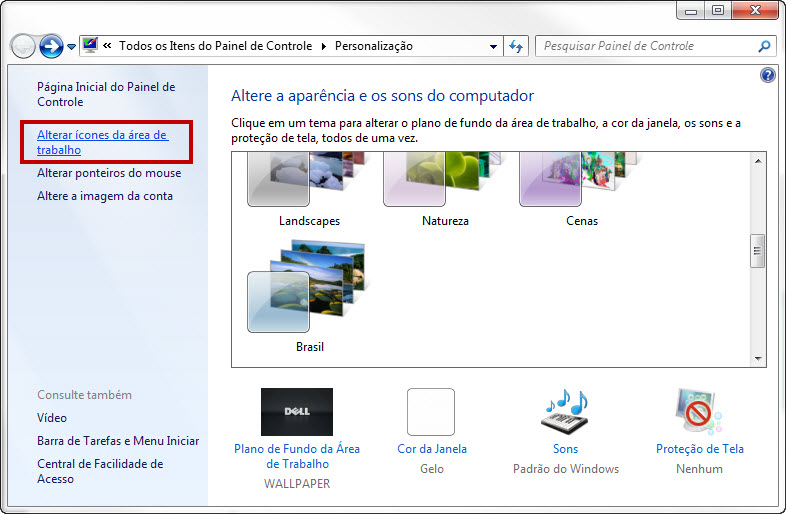 « Todos os Itens do Painel de Controle Personalização
Pesquisar Painel de Controle
Página Inicial do Painel de
Controle
Alterar ícones da área de
trabalho
Alterar ponteiros do mouse
Altere a imagem da conta
Altere a aparência e os sons do computador
Clique em um tema para alterar o plano de fundo da área de trabalho, a cor da janela, os sons e a
proteção de tela, todos de uma vez.
Landscapes Natureza Cenas
Brasil
Consulte também
Vídeo
Barra de Tarefas e Menu Iniciar
Central de Facilidade de
Acesso
DELL
Plano de Fundo da Área
de Trabalho
WALLPAPER
Cor da Janela
Gelo
Sons
Padrão do Windows
Proteção de Tela
Nenhum